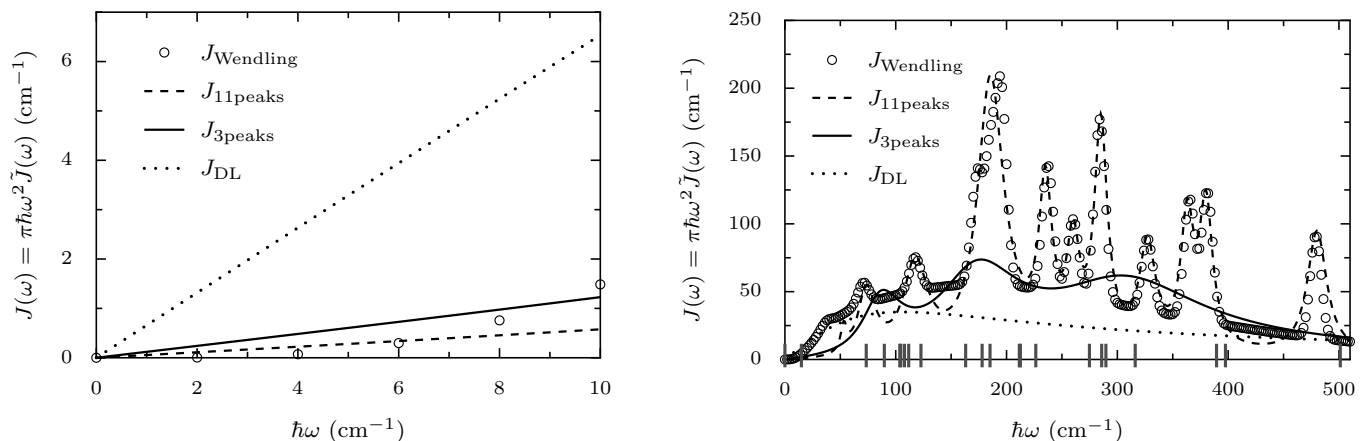 J(ω) = πℏω²J̃(ω) (cm⁻¹)
6
4
2
0
J_Wendling
J_11peaks
J_3peaks
J_DL
0 2 4 6 8 10
ℏω (cm⁻¹)
J(ω) = πℏω²J̃(ω) (cm⁻¹)
250
200
150
100
50
0
J_Wendling
J_11peaks
J_3peaks
J_DL
0 100 200 300 400 500
ℏω (cm⁻¹)